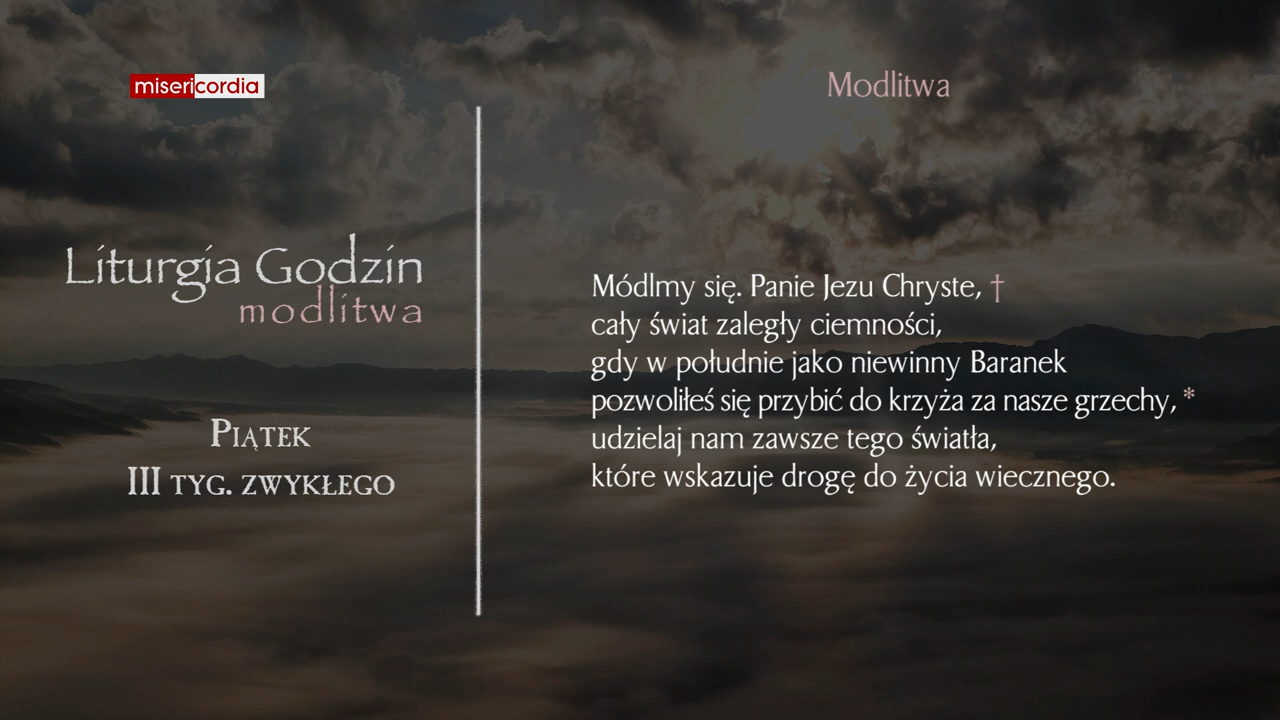 misericordia
Liturgia Godzin
modlitwa
Piątek
III tyg. zwykłego
Modlitwa
Módlmy się. Panie Jezu Chryste, †
cały świat zaległy ciemności,
gdy w południe jako niewinny Baranek
pozwoliłeś się przybić do krzyża za nasze grzechy, *
udzielaj nam zawsze tego światła,
które wskazuje drogę do życia wiecznego.